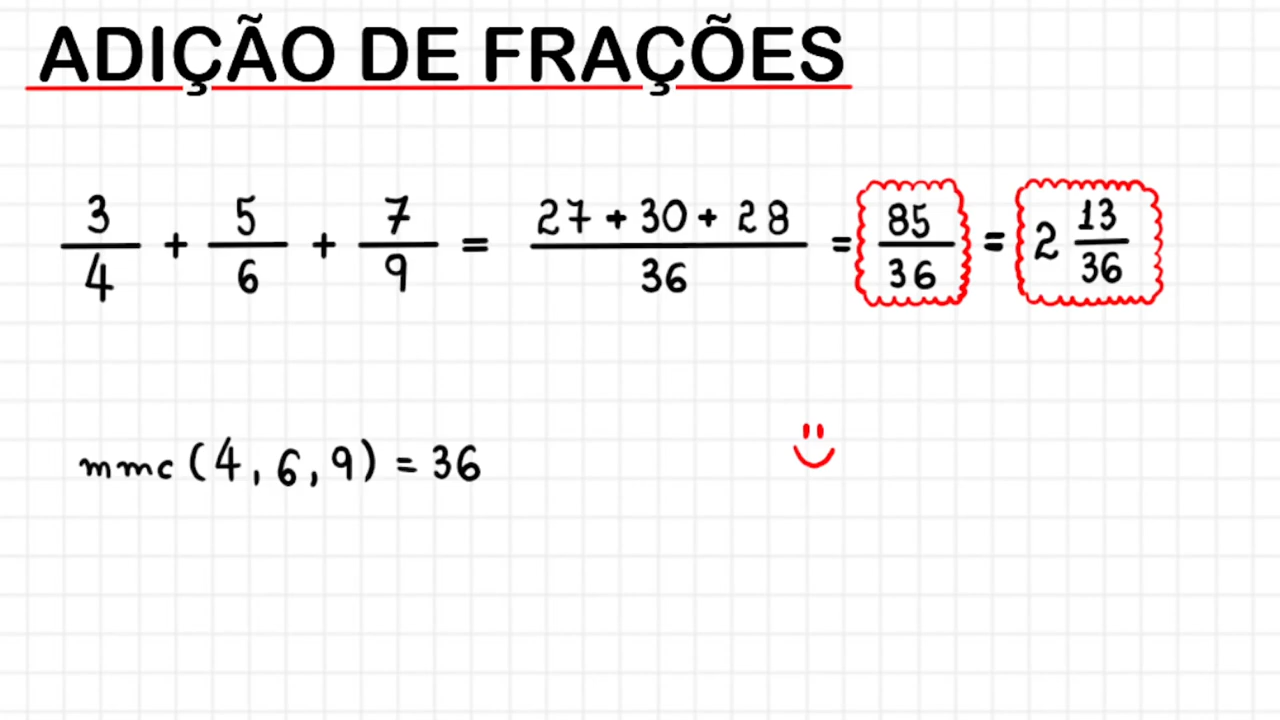 ADIÇÃO DE FRAÇÕES
3/4 + 5/6 + 7/9 = (27 + 30 + 28)/36 = 85/36 = 2 13/36
mmc (4, 6, 9) = 36